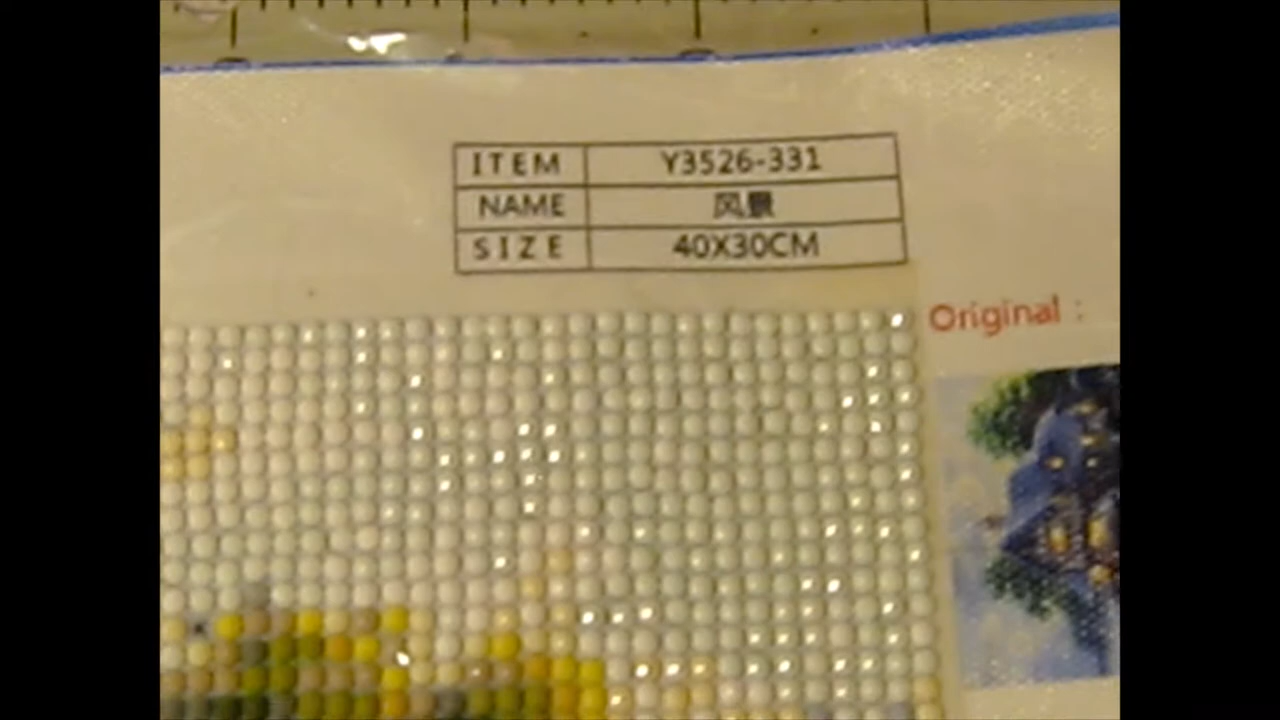 ITEM Y3526-331
NAME 风景
SIZE 40X30CM
Original :